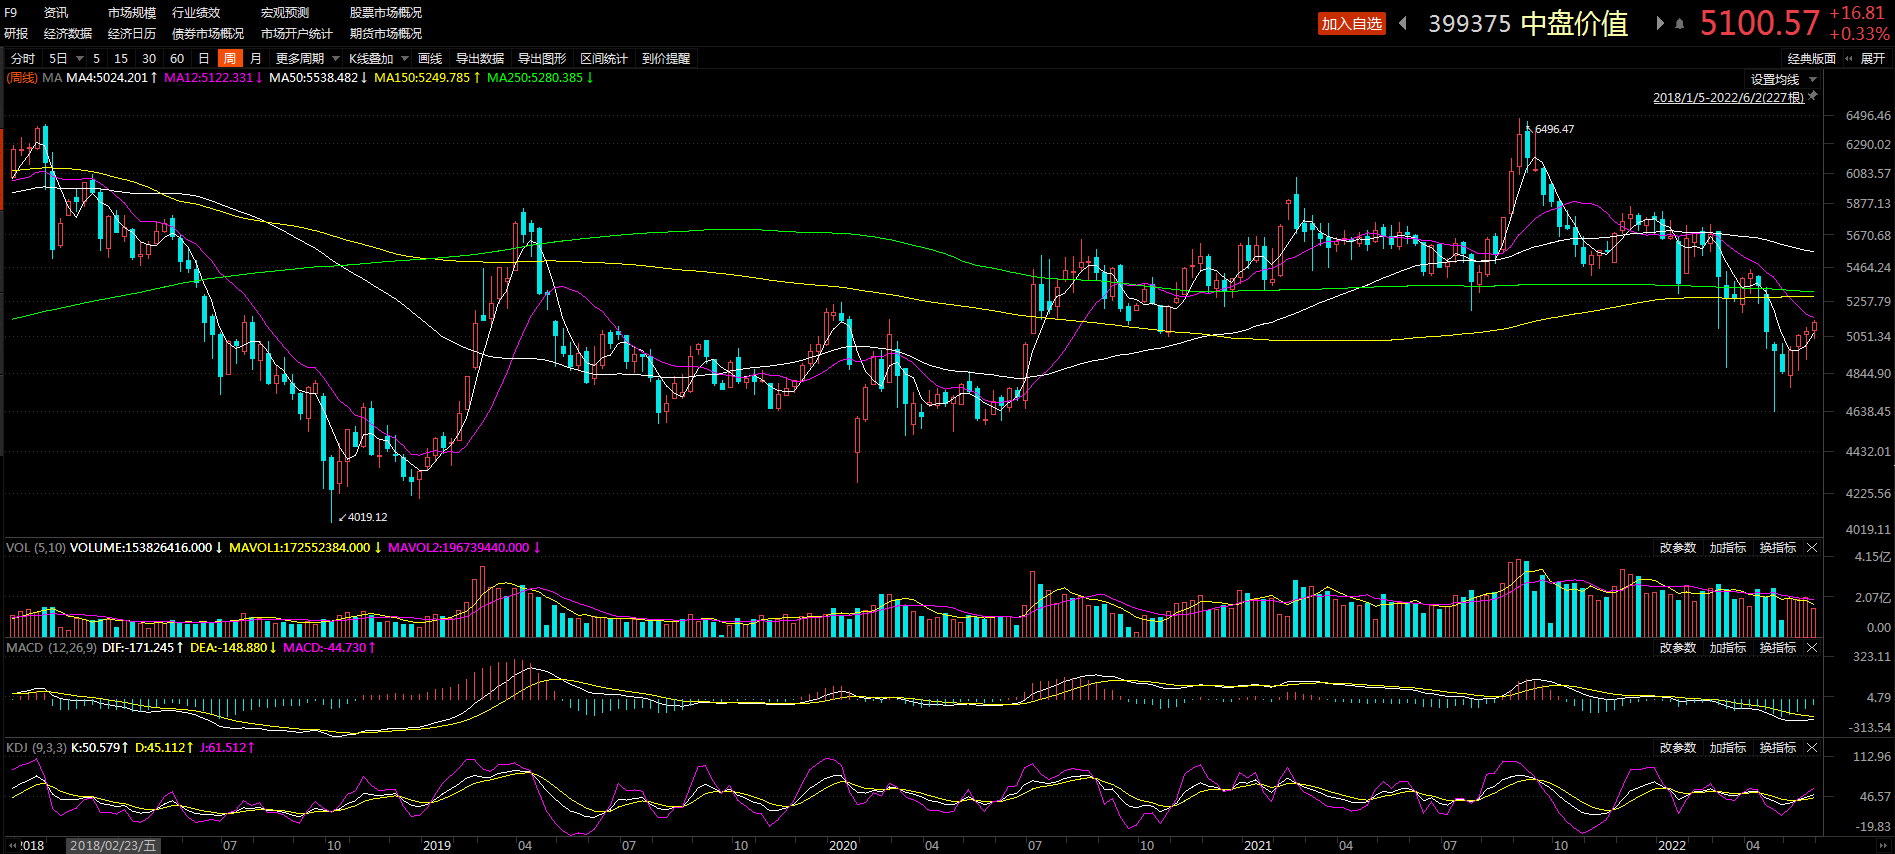 F9 资讯 市场规模 行业绩效 宏观预测 股票市场概况
研报 经济数据 经济日历 债券市场概况 市场开户统计 期货市场概况
加入自选 399375 中盘价值 5100.57 +16.81
+0.33%
分时 5日 5 15 30 60 日 周 月 更多周期 K线叠加 画线 导出数据 导出图形 区间统计 到价提醒 经典版面 展开
(周线) MA MA4:5024.201↑ MA12:5122.331↓ MA50:5538.482↓ MA150:5249.785↑ MA250:5280.385↓
设置均线
2018/1/5-2022/6/2(227根)
6496.46
6496.47
6290.02
6083.57
5877.13
5670.68
5464.24
5257.79
5051.34
4844.90
4638.45
4432.01
4225.56
4019.12
4019.11
VOL (5,10) VOLUME:153826416.000↓ MAVOL1:172552384.000↓ MAVOL2:196739440.000↓ 改参数 加指标 换指标
4.15亿
2.07亿
0.00
MACD (12,26,9) DIF:-171.245↑ DEA:-148.880↓ MACD:-44.730↑ 改参数 加指标 换指标
323.11
4.79
-313.54
KDJ (9,3,3) K:50.579↑ D:45.112↑ J:61.512↑ 改参数 加指标 换指标
112.96
46.57
-19.83
2018 2018/02/23/五 07 10 2019 04 07 10 2020 04 07 10 2021 04 07 10 2022 04